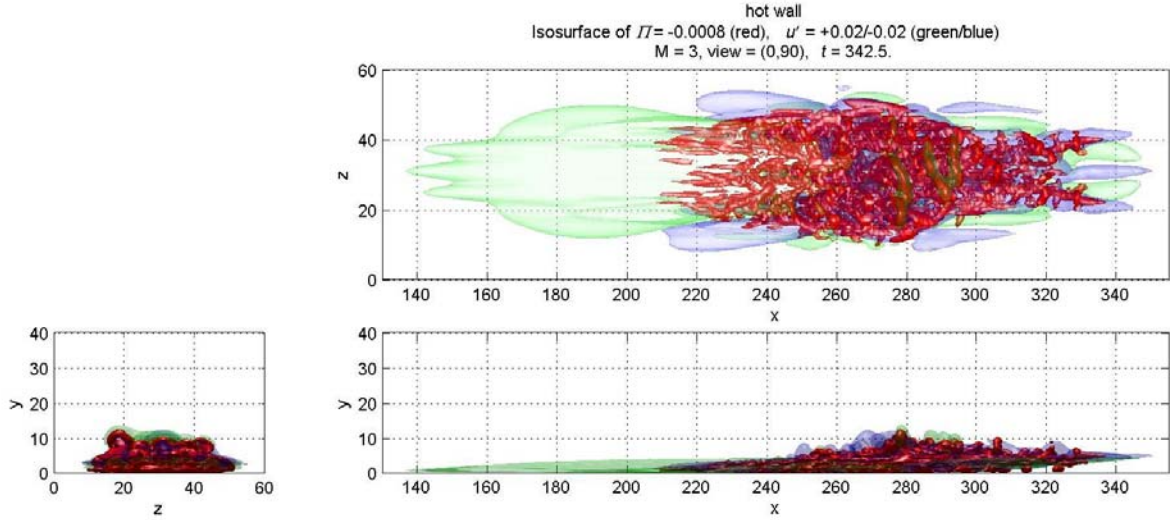 hot wall
Isosurface of Π = -0.0008 (red), u' = +0.02/-0.02 (green/blue)
M = 3, view = (0,90), t = 342.5.
60
40
20
0
z
140 160 180 200 220 240 260 280 300 320 340
x
40
30
20
10
0
y
0 20 40 60
z
40
30
20
10
0
y
140 160 180 200 220 240 260 280 300 320 340
x